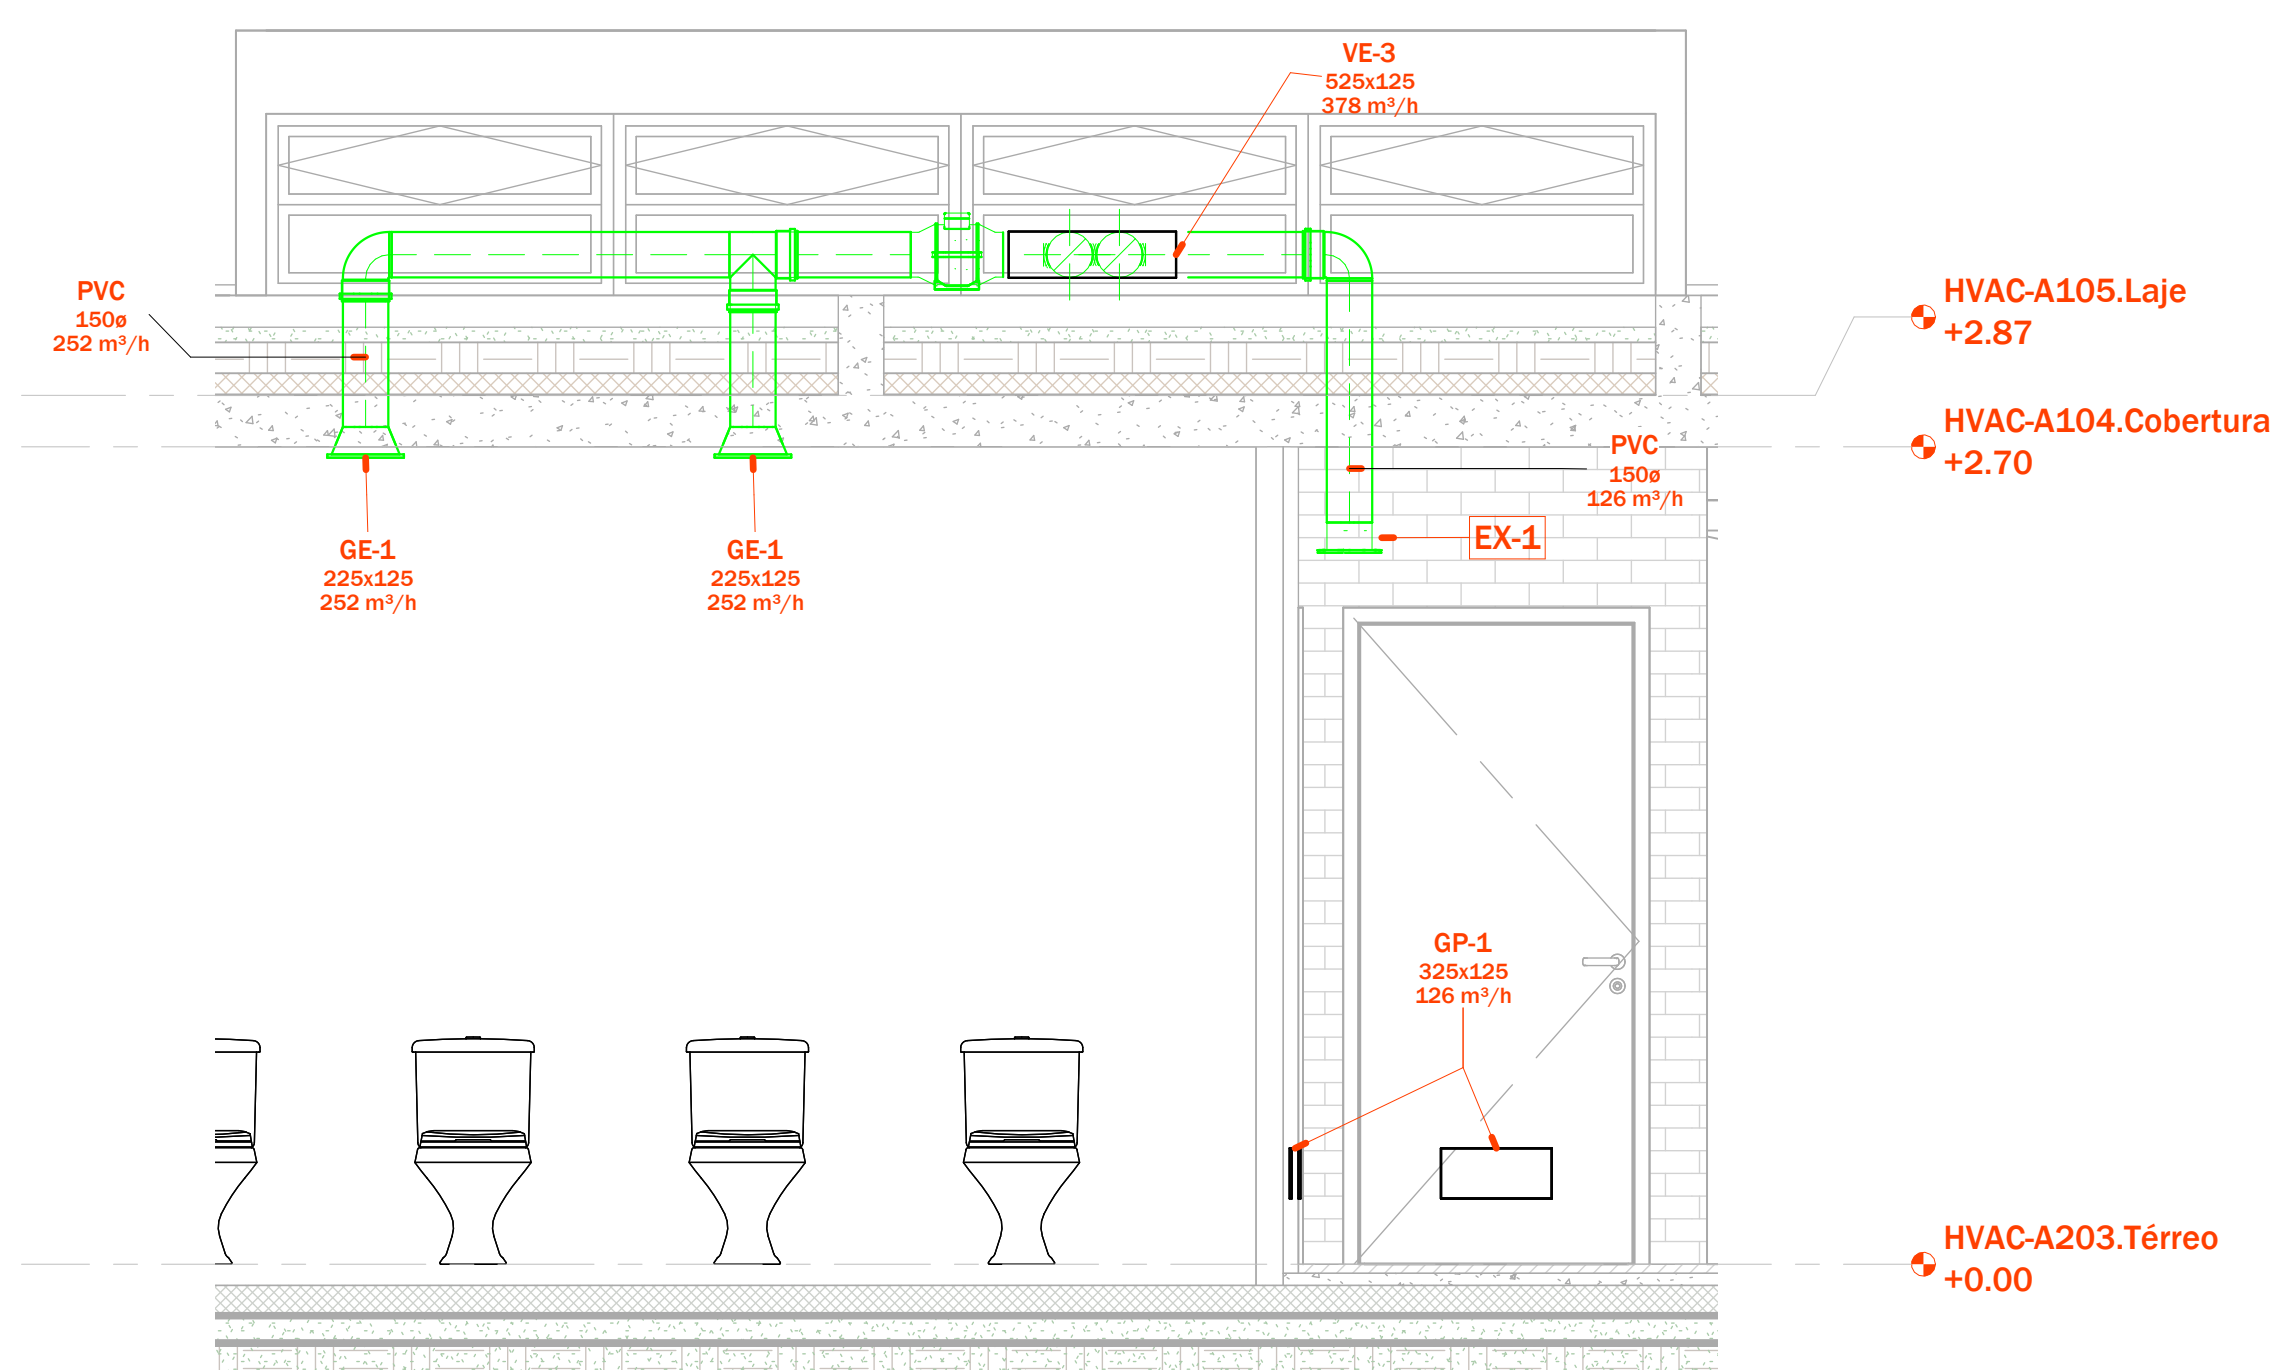 VE-3
525x125
378 m³/h
PVC
150ø
252 m³/h
HVAC-A105.Laje
+2.87
HVAC-A104.Cobertura
+2.70
PVC
150ø
126 m³/h
EX-1
GE-1
225x125
252 m³/h
GE-1
225x125
252 m³/h
GP-1
325x125
126 m³/h
HVAC-A203.Térreo
+0.00